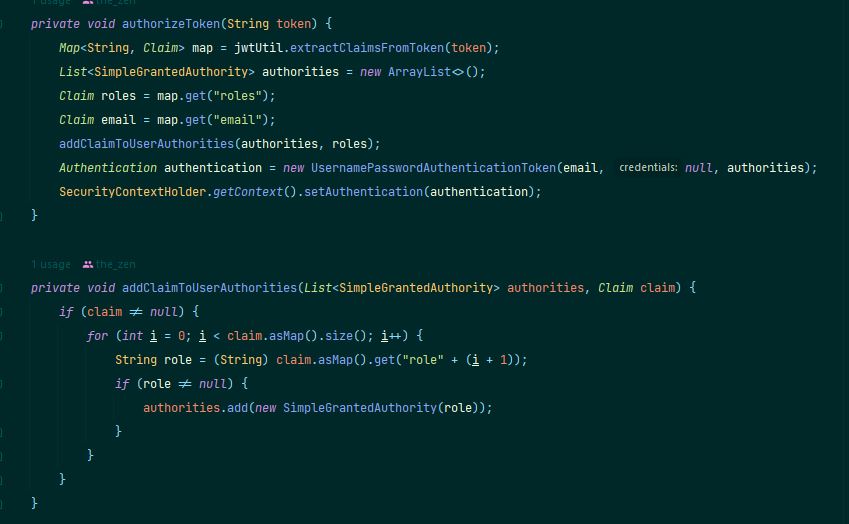 1 usage the_zen
private void authorizeToken(String token) {
Map<String, Claim> map = jwtUtil.extractClaimsFromToken(token);
List<SimpleGrantedAuthority> authorities = new ArrayList<>();
Claim roles = map.get("roles");
Claim email = map.get("email");
addClaimToUserAuthorities(authorities, roles);
Authentication authentication = new UsernamePasswordAuthenticationToken(email, credentials: null, authorities);
SecurityContextHolder.getContext().setAuthentication(authentication);
}
1 usage the_zen
private void addClaimToUserAuthorities(List<SimpleGrantedAuthority> authorities, Claim claim) {
if (claim != null) {
for (int i = 0; i < claim.asMap().size(); i++) {
String role = (String) claim.asMap().get("role" + (i + 1));
if (role != null) {
authorities.add(new SimpleGrantedAuthority(role));
}
}
}
}